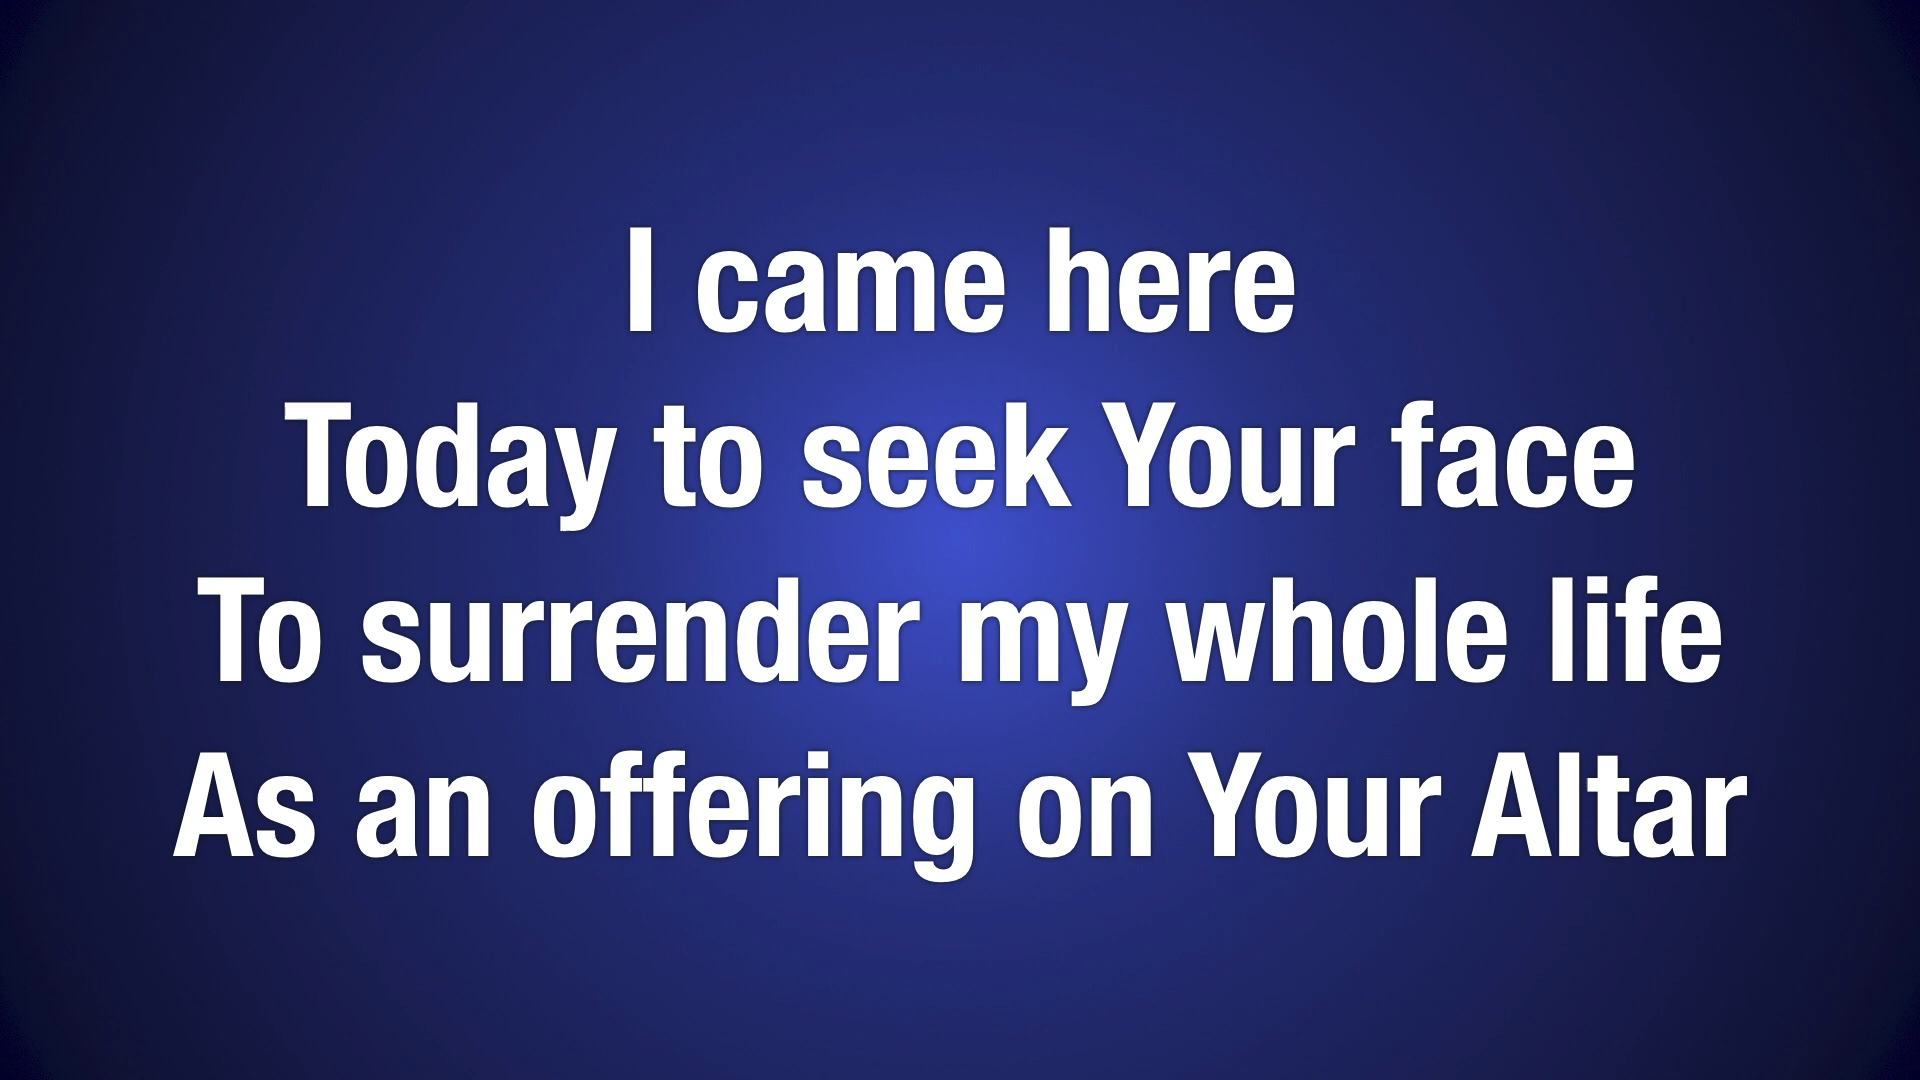 I came here
Today to seek Your face
To surrender my whole life
As an offering on Your Altar